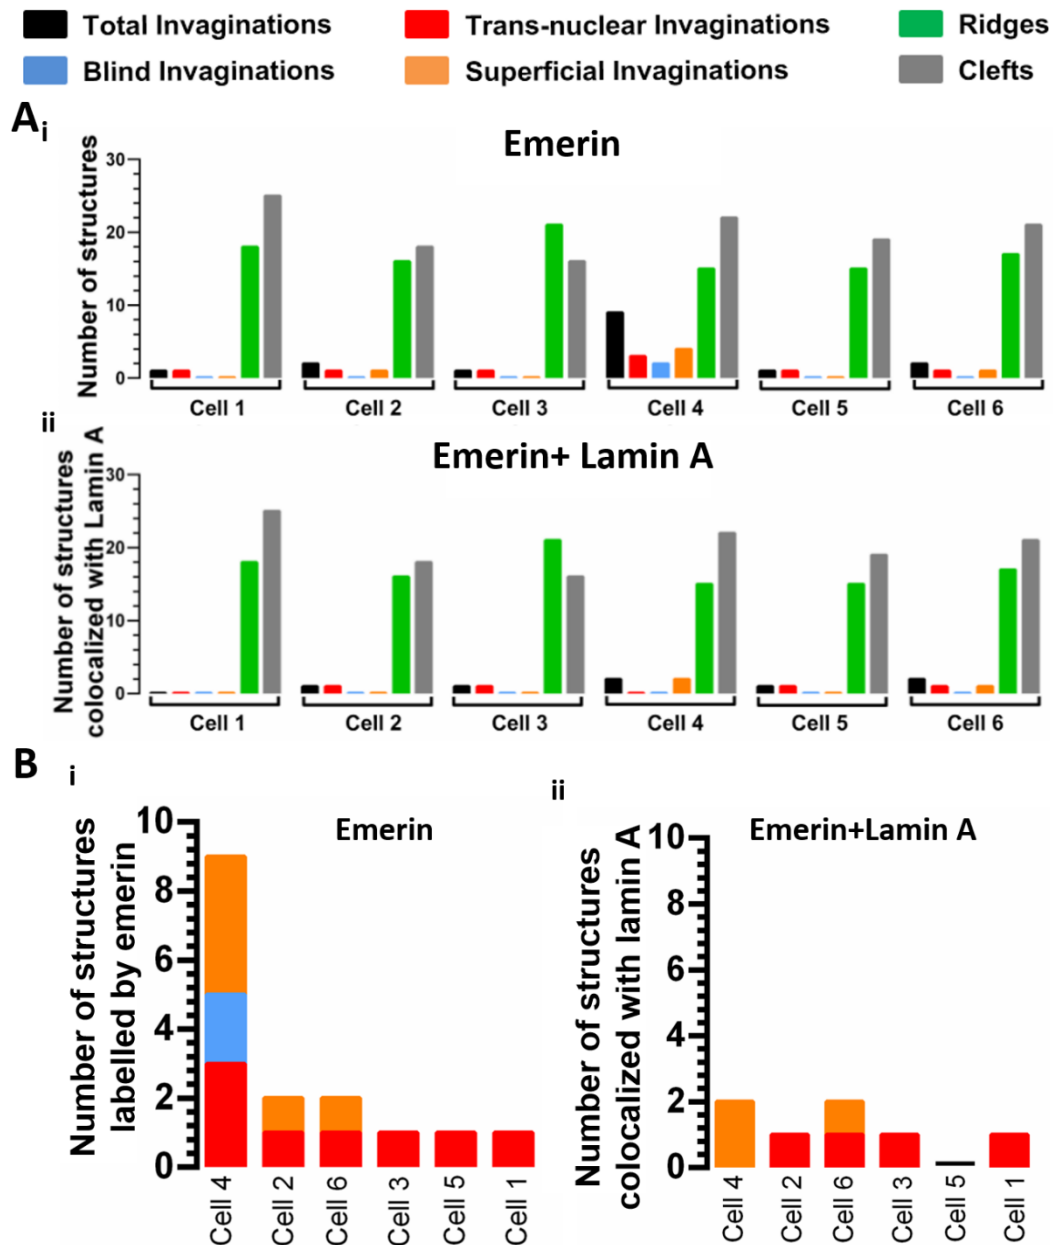 Total Invaginations
Trans-nuclear Invaginations
Ridges
Blind Invaginations
Superficial Invaginations
Clefts
A i
Emerin
Number of structures
30
20
10
0
Cell 1
Cell 2
Cell 3
Cell 4
Cell 5
Cell 6
ii
Emerin+ Lamin A
Number of structures
colocalized with Lamin A
30
20
10
0
Cell 1
Cell 2
Cell 3
Cell 4
Cell 5
Cell 6
B
i
Emerin
Number of structures
labelled by emerin
10
8
6
4
2
0
Cell 4
Cell 2
Cell 6
Cell 3
Cell 5
Cell 1
ii
Emerin+Lamin A
Number of structures
colocalized with lamin A
10
8
6
4
2
0
Cell 4
Cell 2
Cell 6
Cell 3
Cell 5
Cell 1